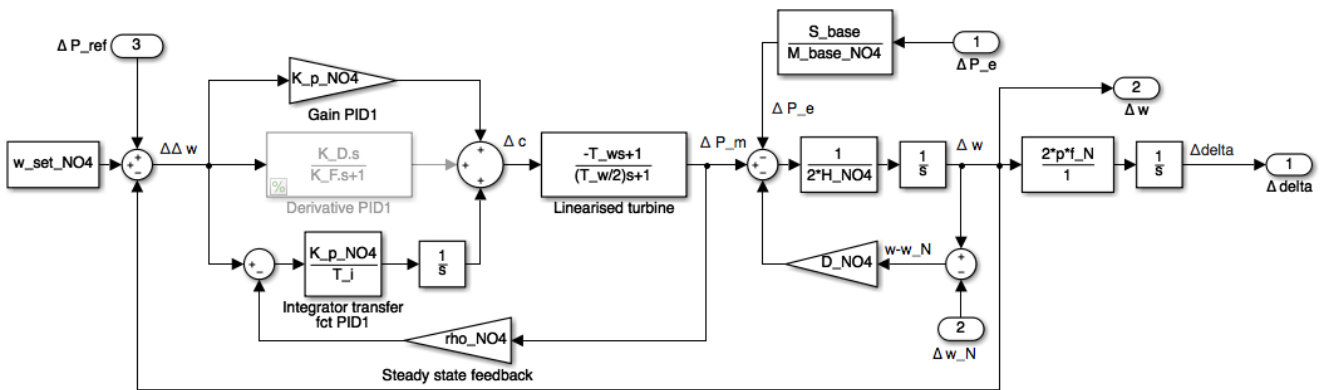 Δ P_ref
3
w_set_NO4
+
+
-
ΔΔ w
K_p_NO4
Gain PID1
K_D.s
K_F.s+1
%
Derivative PID1
+
-
K_p_NO4
T_i
Integrator transfer
fct PID1
1
s
+
+
+
Δ c
-T_ws+1
(T_w/2)s+1
Linearised turbine
Δ P_m
rho_NO4
Steady state feedback
S_base
M_base_NO4
1
Δ P_e
Δ P_e
-
+
-
1
2*H_NO4
1
s
Δ w
D_NO4
w-w_N
+
-
2
Δ w_N
2
Δ w
2*p*f_N
1
1
s
Δdelta
1
Δ delta